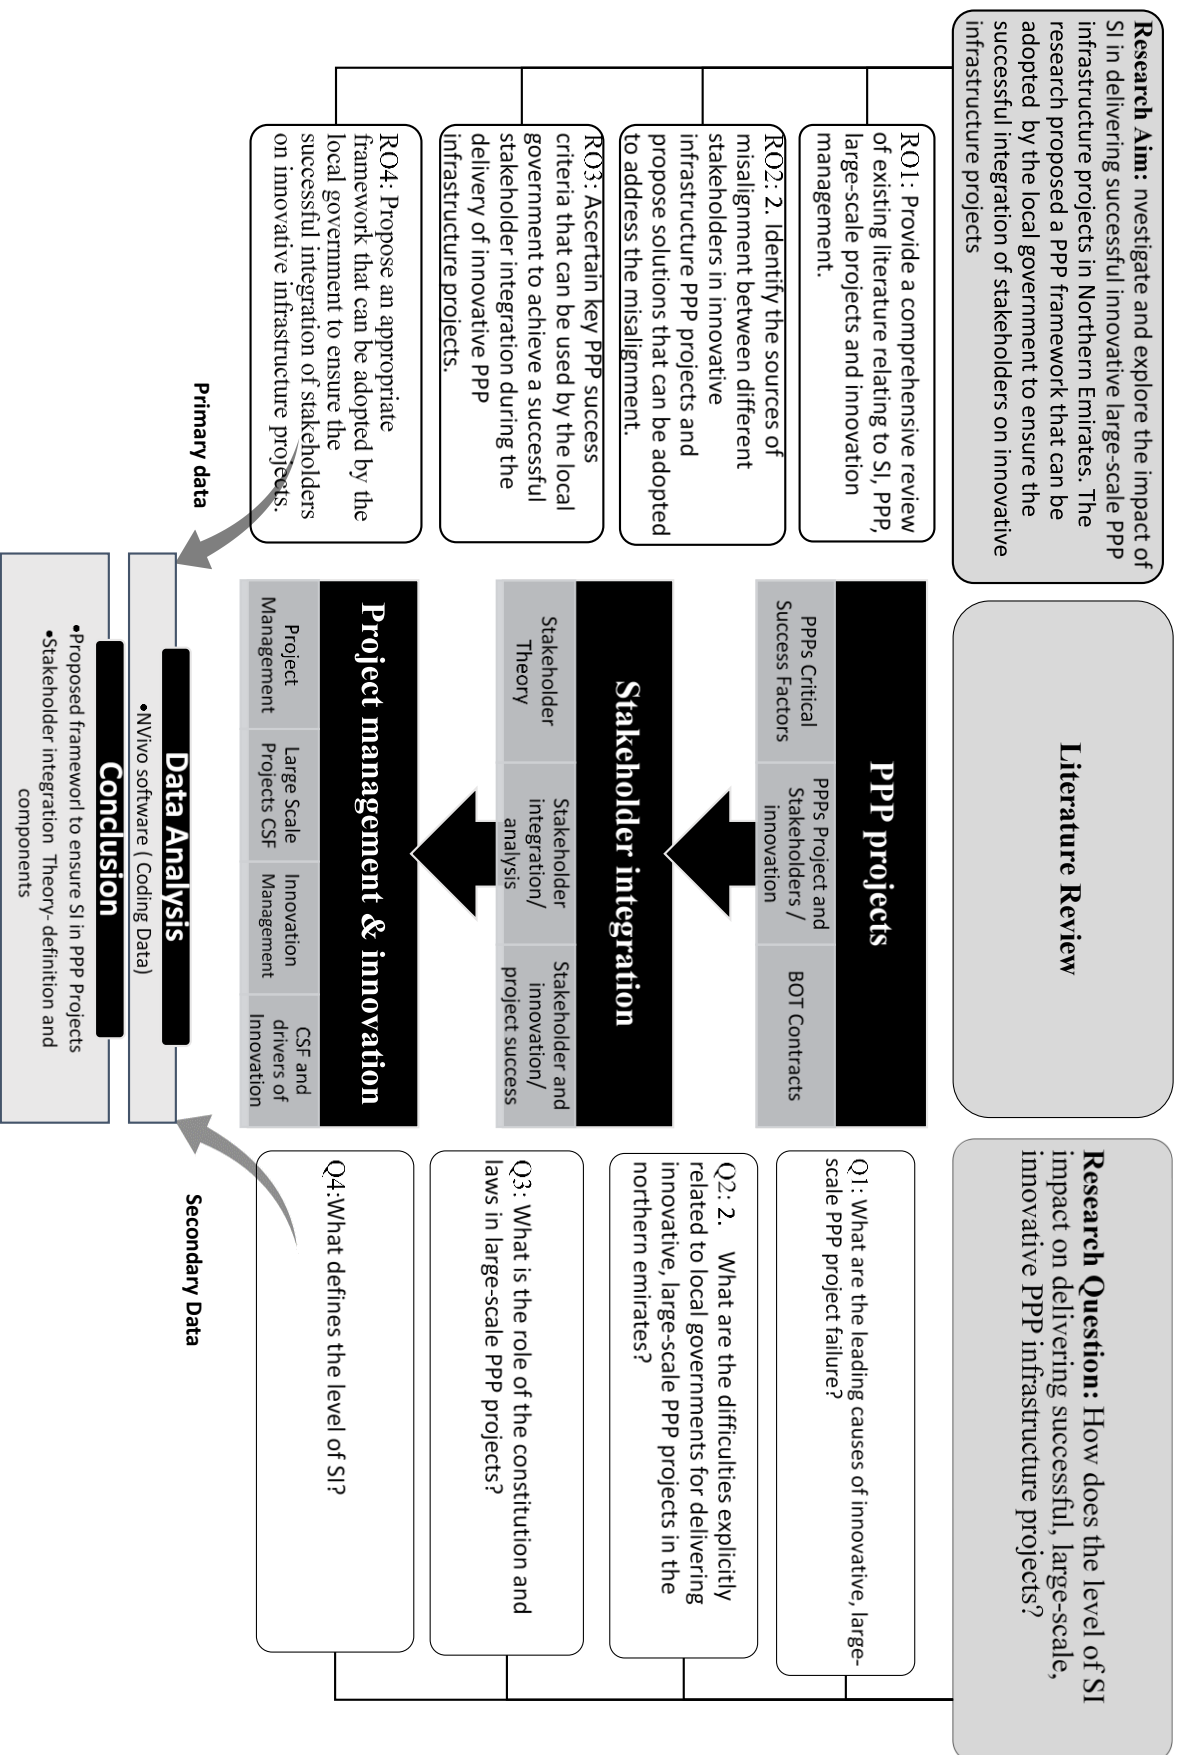 Research Aim: nvestigate and explore the impact of
SI in delivering successful innovative large-scale PPP
infrastructure projects in Northern Emirates. The
research proposed a PPP framework that can be
adopted by the local government to ensure the
successful integration of stakeholders on innovative
infrastructure projects
RO1: Provide a comprehensive review
of existing literature relating to SI, PPP,
large-scale projects and innovation
management.
RO2: 2. Identify the sources of
misalignment between different
stakeholders in innovative
infrastructure PPP projects and
propose solutions that can be adopted
to address the misalignment.
RO3: Ascertain key PPP success
criteria that can be used by the local
government to achieve a successful
stakeholder integration during the
delivery of innovative PPP
infrastructure projects.
RO4: Propose an appropriate
framework that can be adopted by the
local government to ensure the
successful integration of stakeholders
on innovative infrastructure projects.
Primary data
Literature Review
PPP projects
PPPs Critical
Success Factors
PPPs Project and
Stakeholders /
innovation
BOT Contracts
Stakeholder integration
Stakeholder
Theory
Stakeholder
integration/
analysis
Stakeholder and
innovation/
project success
Project management & innovation
Project
Management
Large Scale
Projects CSF
Innovation
Management
CSF and
drivers of
Innovation
Data Analysis
•NVivo software ( Coding Data)
Conclusion
•Proposed frameworl to ensure SI in PPP Projects
•Stakeholder integration Theory- definition and
components
Research Question: How does the level of SI
impact on delivering successful, large-scale,
innovative PPP infrastructure projects?
Q1: What are the leading causes of innovative, large-
scale PPP project failure?
Q2: 2. What are the difficulties explicitly
related to local governments for delivering
innovative, large-scale PPP projects in the
northern emirates?
Q3: What is the role of the constitution and
laws in large-scale PPP projects?
Q4:What defines the level of SI?
Secondary Data